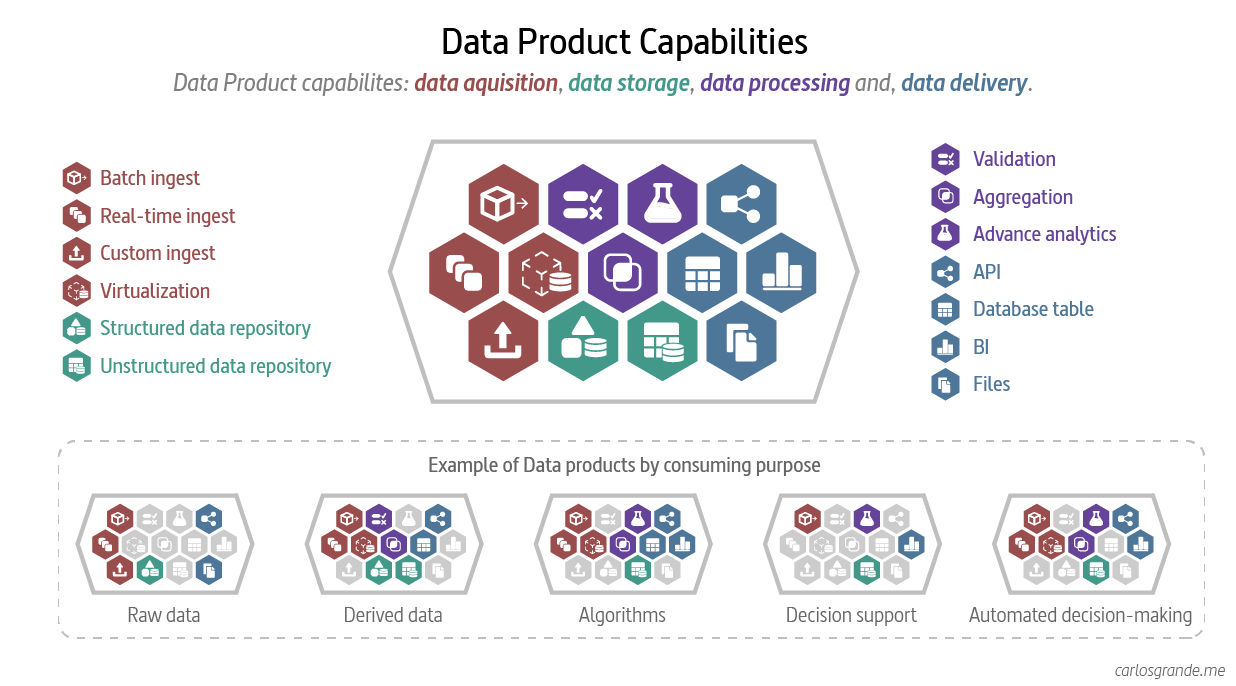 Data Product Capabilities
Data Product capabilites: data aquisition, data storage, data processing and, data delivery.
Batch ingest
Real-time ingest
Custom ingest
Virtualization
Structured data repository
Unstructured data repository
Validation
Aggregation
Advance analytics
API
Database table
BI
Files
Example of Data products by consuming purpose
Raw data
Derived data
Algorithms
Decision support
Automated decision-making
carlosgrande.me